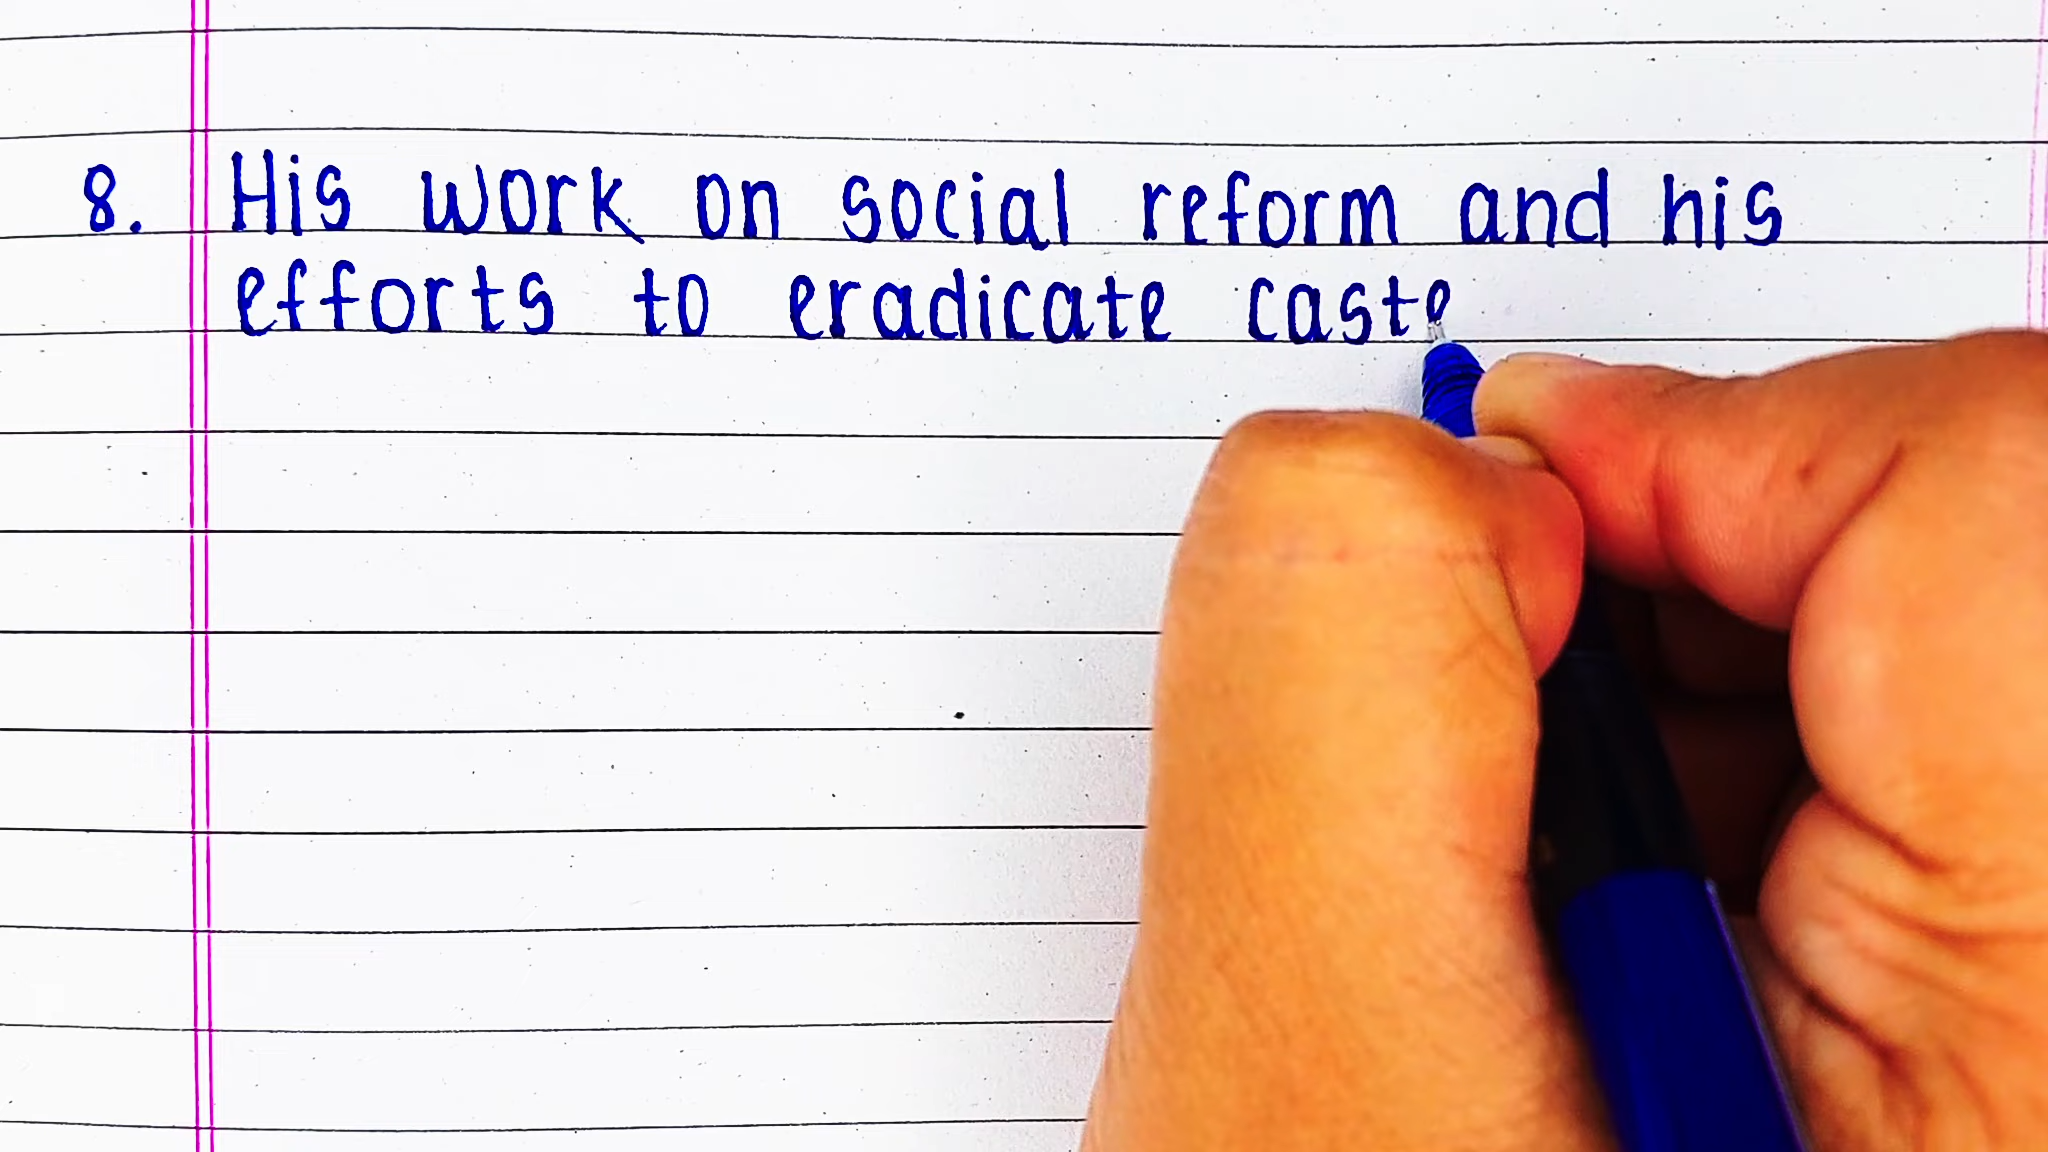 8. His work on social reform and his
efforts to eradicate caste